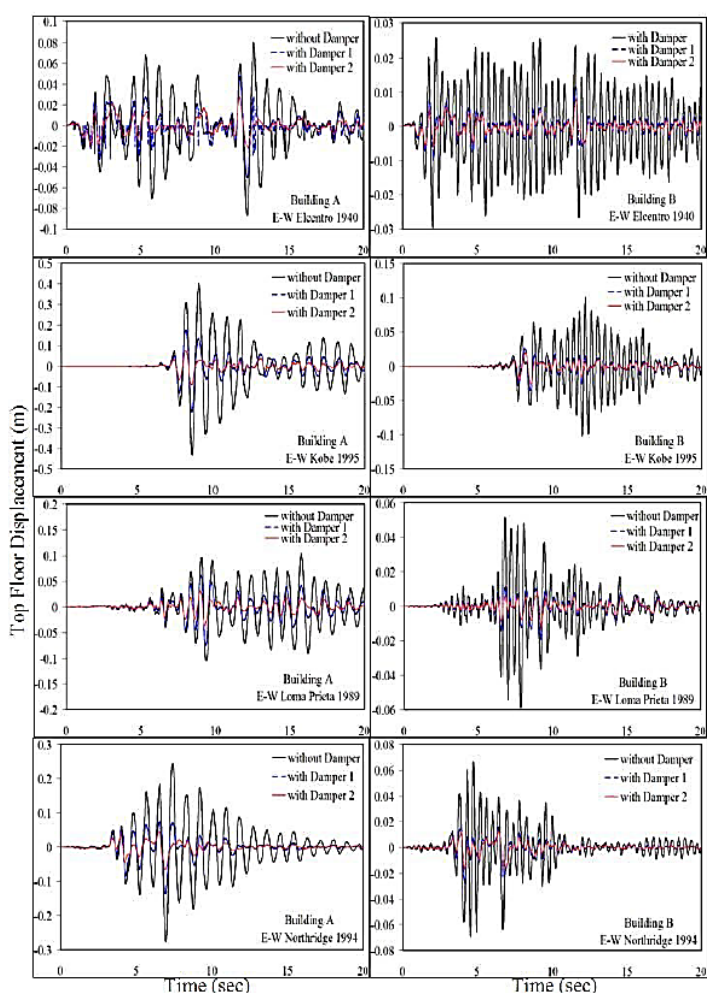 Top Floor Displacement (m)
0.1
0.08
0.06
0.04
0.02
0
-0.02
-0.04
-0.06
-0.08
-0.1
without Damper
with Damper 1
with Damper 2
Building A
E-W Elcentro 1940
0 5 10 15 20
0.03
0.02
0.01
0
-0.01
-0.02
-0.03
with Damper
with Damper 1
with Damper 2
Building B
E-W Elcentro 1940
0 5 10 15 20
0.5
0.4
0.3
0.2
0.1
0
-0.1
-0.2
-0.3
-0.4
-0.5
without Damper
with Damper 1
with Damper 2
Building A
E-W Kobe 1995
0 5 10 15 20
0.15
0.1
0.05
0
-0.05
-0.1
-0.15
without Damper
with Damper 1
with Damper 2
Building B
E-W Kobe 1995
0 5 10 15 20
0.2
0.15
0.1
0.05
0
-0.05
-0.1
-0.15
-0.2
without Damper
with Damper 1
with Damper 2
Building A
E-W Loma Prieta 1989
0 5 10 15 20
0.06
0.04
0.02
0
-0.02
-0.04
-0.06
without Damper
with Damper 1
with Damper 2
Building B
E-W Loma Prieta 1989
0 5 10 15 20
0.3
0.2
0.1
0
-0.1
-0.2
-0.3
without Damper
with Damper 1
with Damper 2
Building A
E-W Northridge 1994
0 5 10 15 20
0.08
0.06
0.04
0.02
0
-0.02
-0.04
-0.06
-0.08
without Damper
with Damper 1
with Damper 2
Building B
E-W Northridge 1994
0 5 10 15 20
Time (sec)
Time (sec)